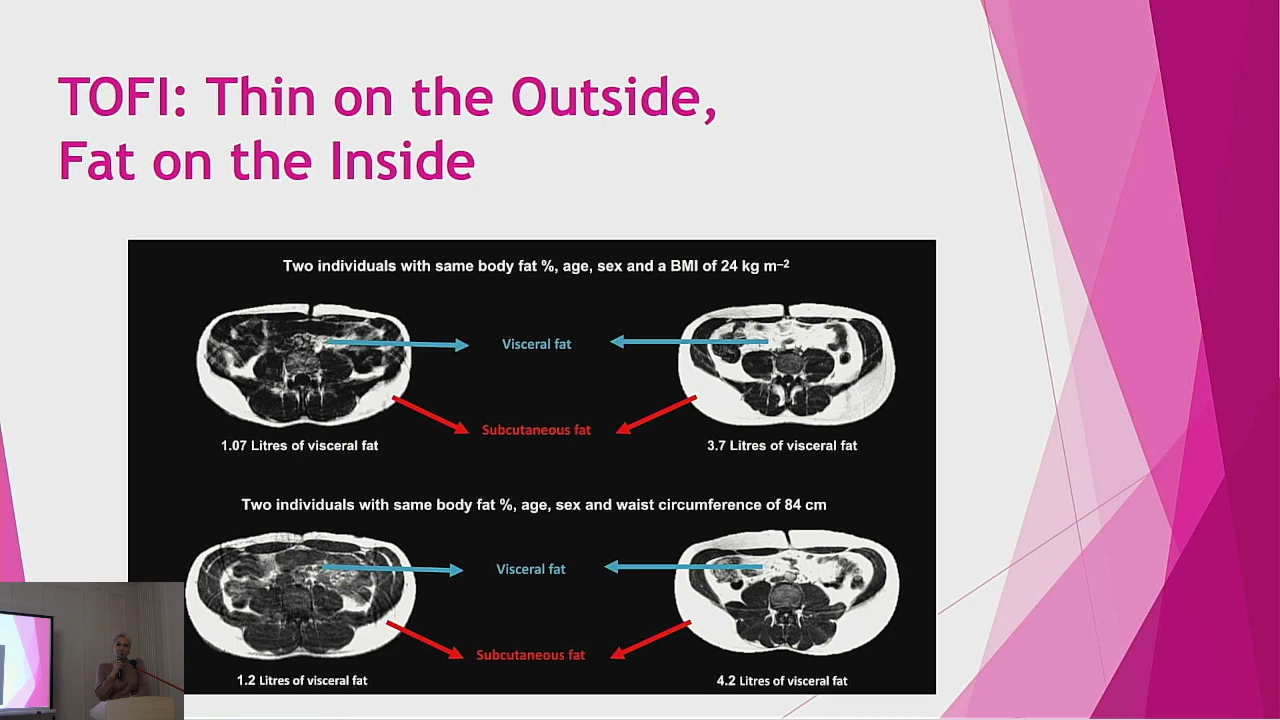 TOFI: Thin on the Outside,
Fat on the Inside
Two individuals with same body fat %, age, sex and a BMI of 24 kg m⁻²
Visceral fat
Subcutaneous fat
1.07 Litres of visceral fat
3.7 Litres of visceral fat
Two individuals with same body fat %, age, sex and waist circumference of 84 cm
Visceral fat
Subcutaneous fat
1.2 Litres of visceral fat
4.2 Litres of visceral fat